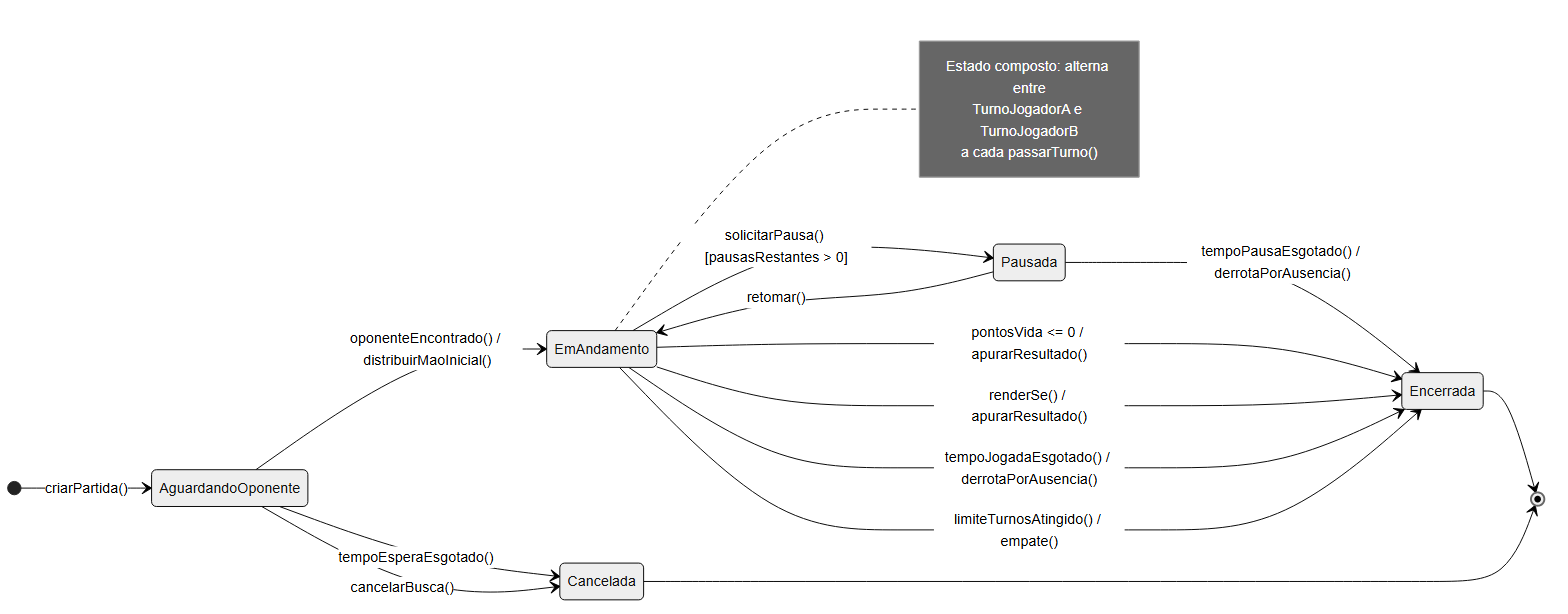 Estado composto: alterna
entre
TurnoJogadorA e
TurnoJogadorB
a cada passarTurno()
solicitarPausa()
[pausasRestantes > 0]
Pausada
tempoPausaEsgotado() /
derrotaPorAusencia()
retomar()
oponenteEncontrado() /
distribuirMaoInicial()
EmAndamento
pontosVida <= 0 /
apurarResultado()
renderSe() /
apurarResultado()
Encerrada
tempoJogadaEsgotado() /
derrotaPorAusencia()
criarPartida()
AguardandoOponente
limiteTurnosAtingido() /
empate()
tempoEsperaEsgotado()
cancelarBusca()
Cancelada